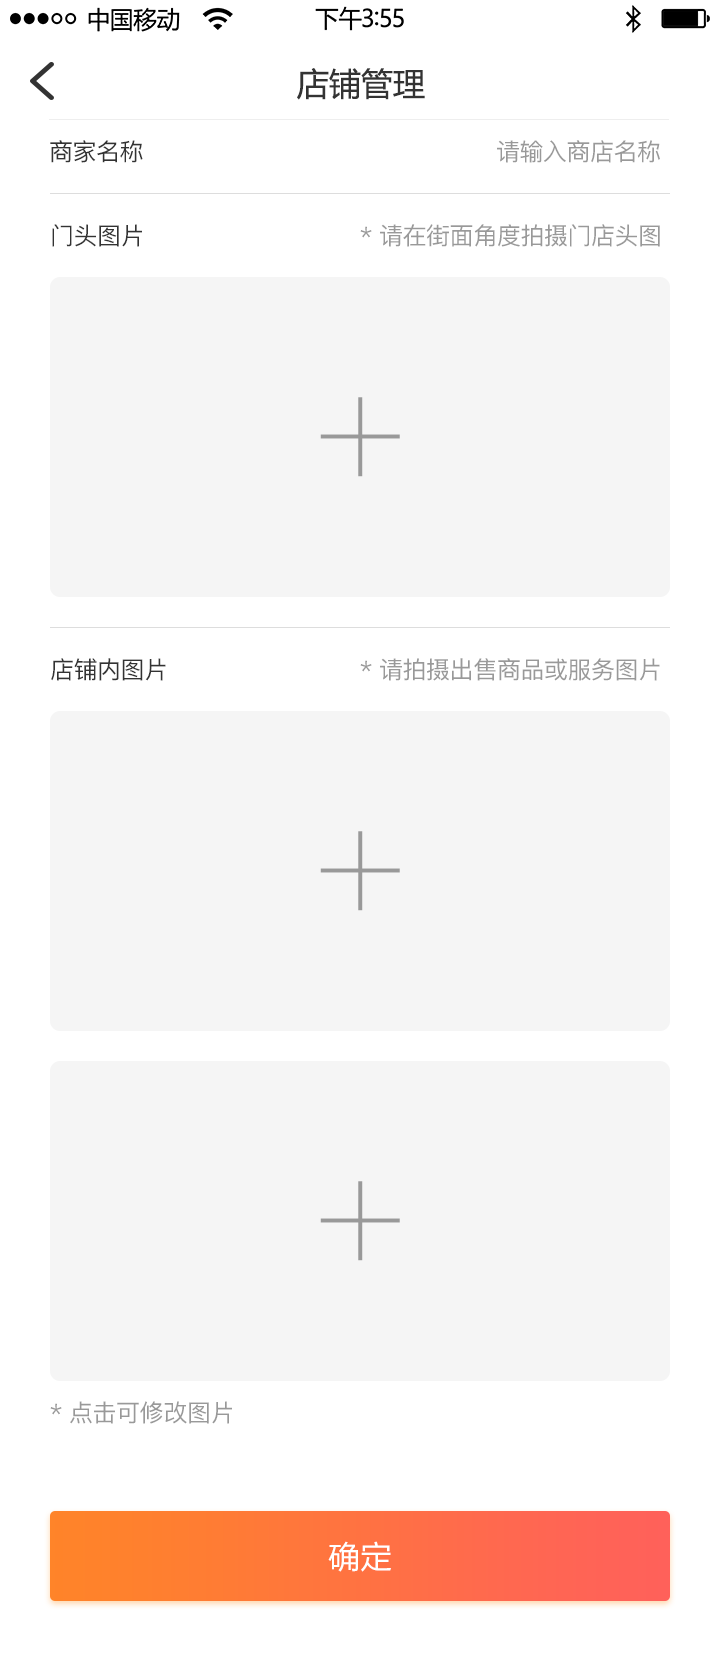 中国移动 下午3:55
店铺管理
商家名称 请输入商店名称
门头图片 * 请在街面角度拍摄门店头图
店铺内图片 * 请拍摄出售商品或服务图片
* 点击可修改图片
确定